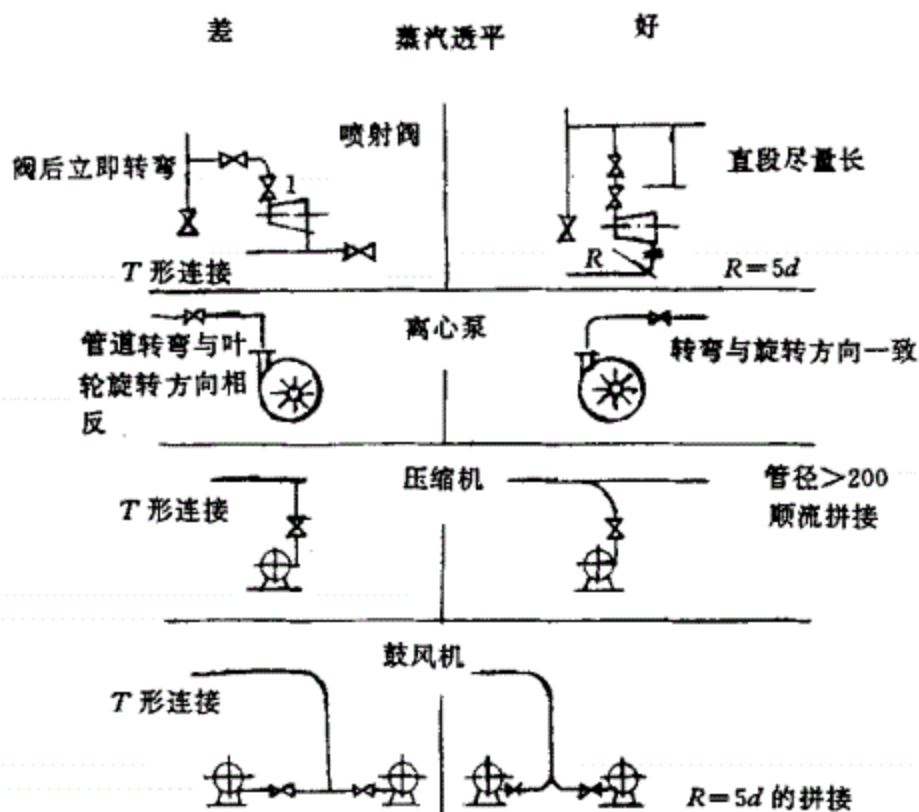 差
蒸汽透平
好
喷射阀
阀后立即转弯
直段尽量长
1
T 形连接
R
R=5d
离心泵
管道转弯与叶
轮旋转方向相
反
转弯与旋转方向一致
压缩机
T 形连接
管径>200
顺流拼接
鼓风机
T 形连接
R=5d 的拼接